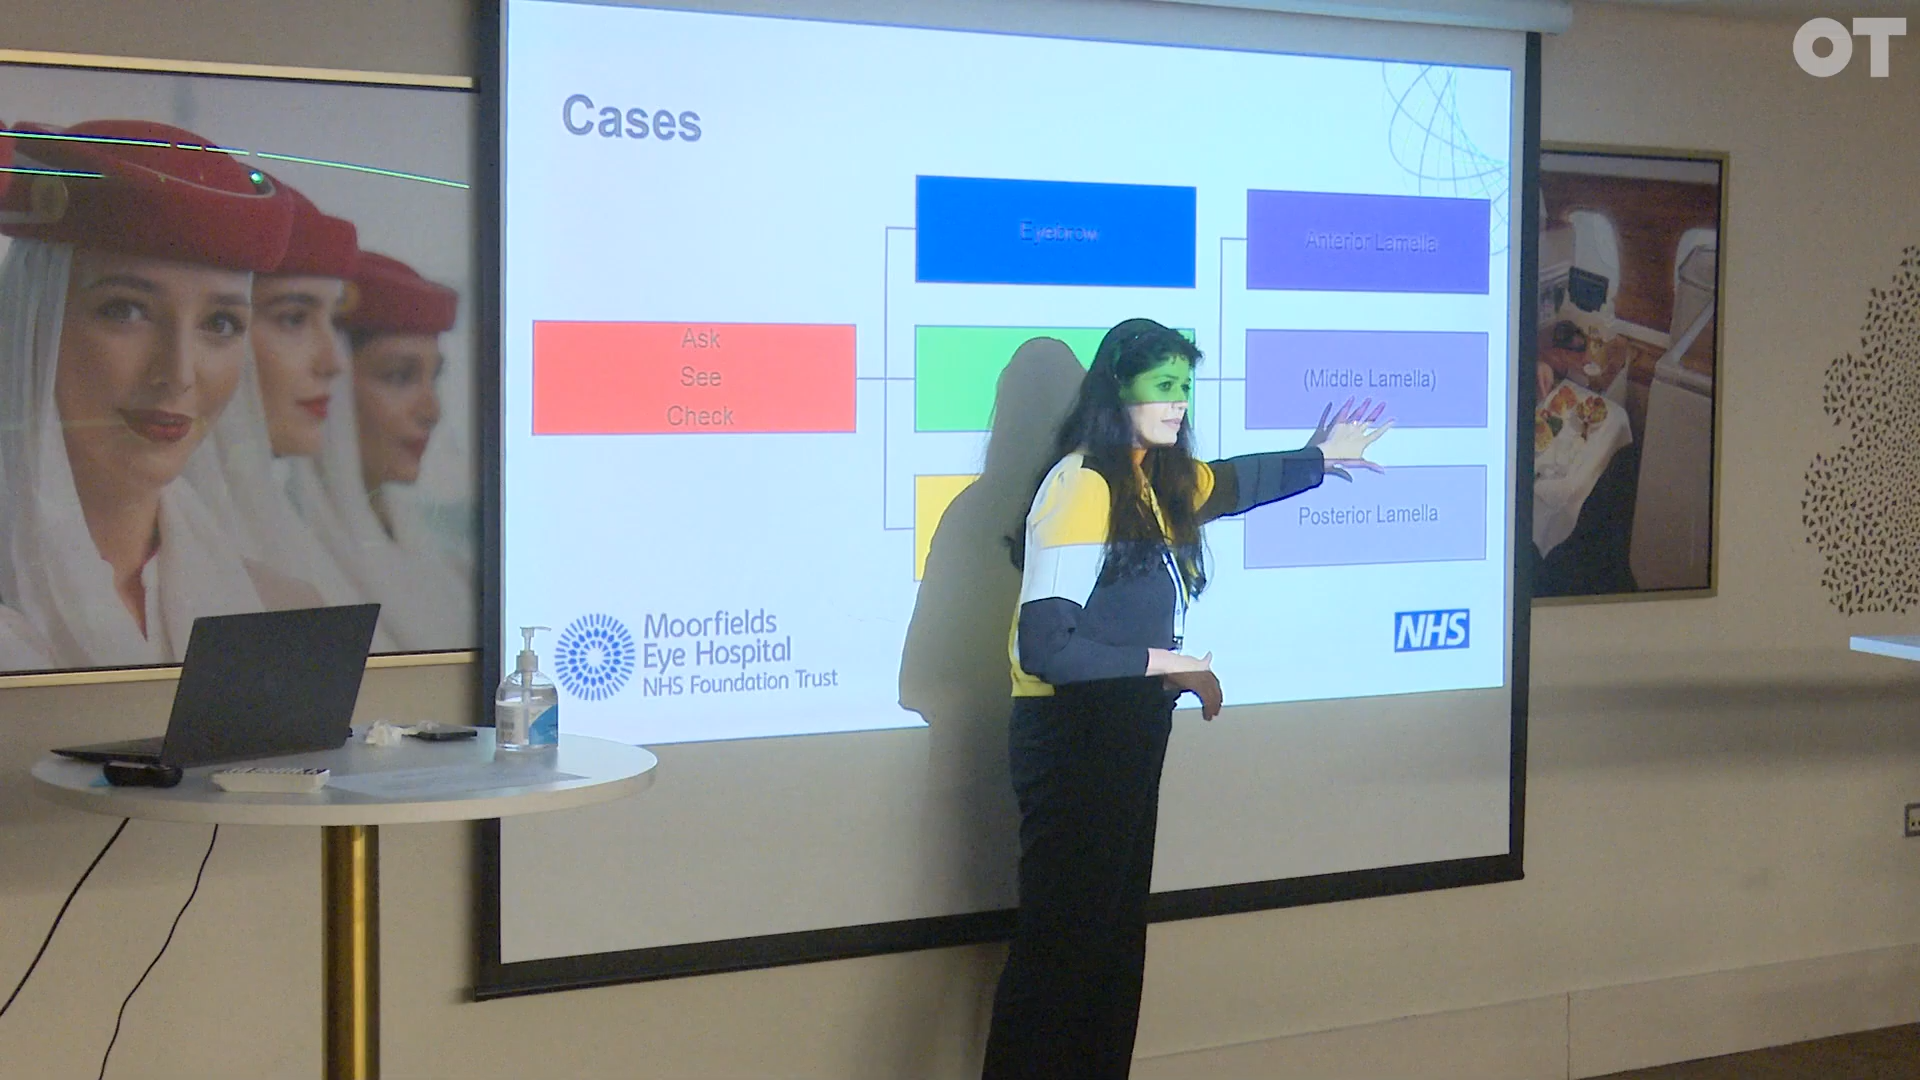 OT
Cases
Eyebrow
Anterior Lamella
Ask
See
Check
(Middle Lamella)
Posterior Lamella
Moorfields
Eye Hospital
NHS Foundation Trust
NHS